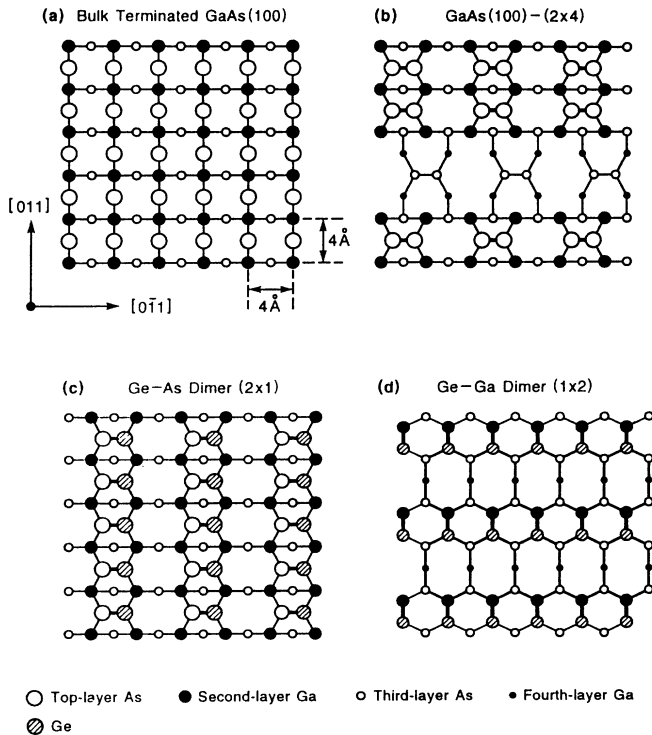 (a) Bulk Terminated GaAs(100)
(b) GaAs(100)-(2x4)
[011]
[01̄1]
4Å
4Å
(c) Ge-As Dimer (2x1)
(d) Ge-Ga Dimer (1x2)
Top-layer As
Second-layer Ga
Third-layer As
Fourth-layer Ga
Ge